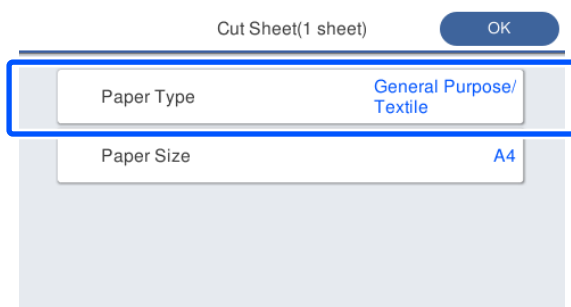 Cut Sheet(1 sheet)
OK
Paper Type
General Purpose/
Textile
Paper Size
A4